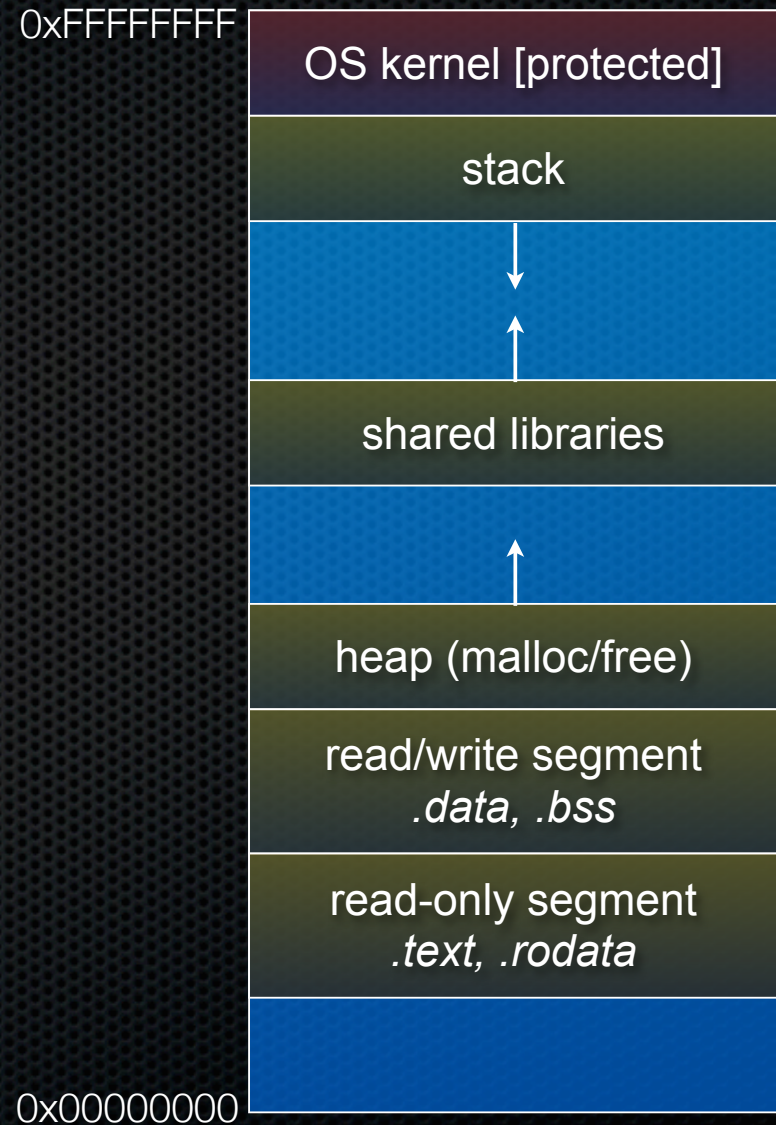 0xFFFFFFFF
OS kernel [protected]
stack
shared libraries
heap (malloc/free)
read/write segment
.data, .bss
read-only segment
.text, .rodata
0x00000000